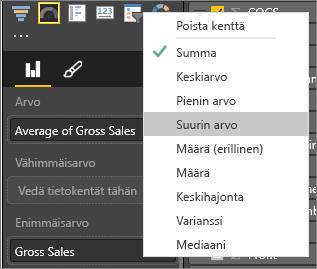 COGS
...
Arvo
Average of Gross Sales
Vähimmäisarvo
Vedä tietokentät tähän
Enimmäisarvo
Gross Sales
Poista kenttä
Summa
Keskiarvo
Pienin arvo
Suurin arvo
Määrä (erillinen)
Määrä
Keskihajonta
Varianssi
Mediaani